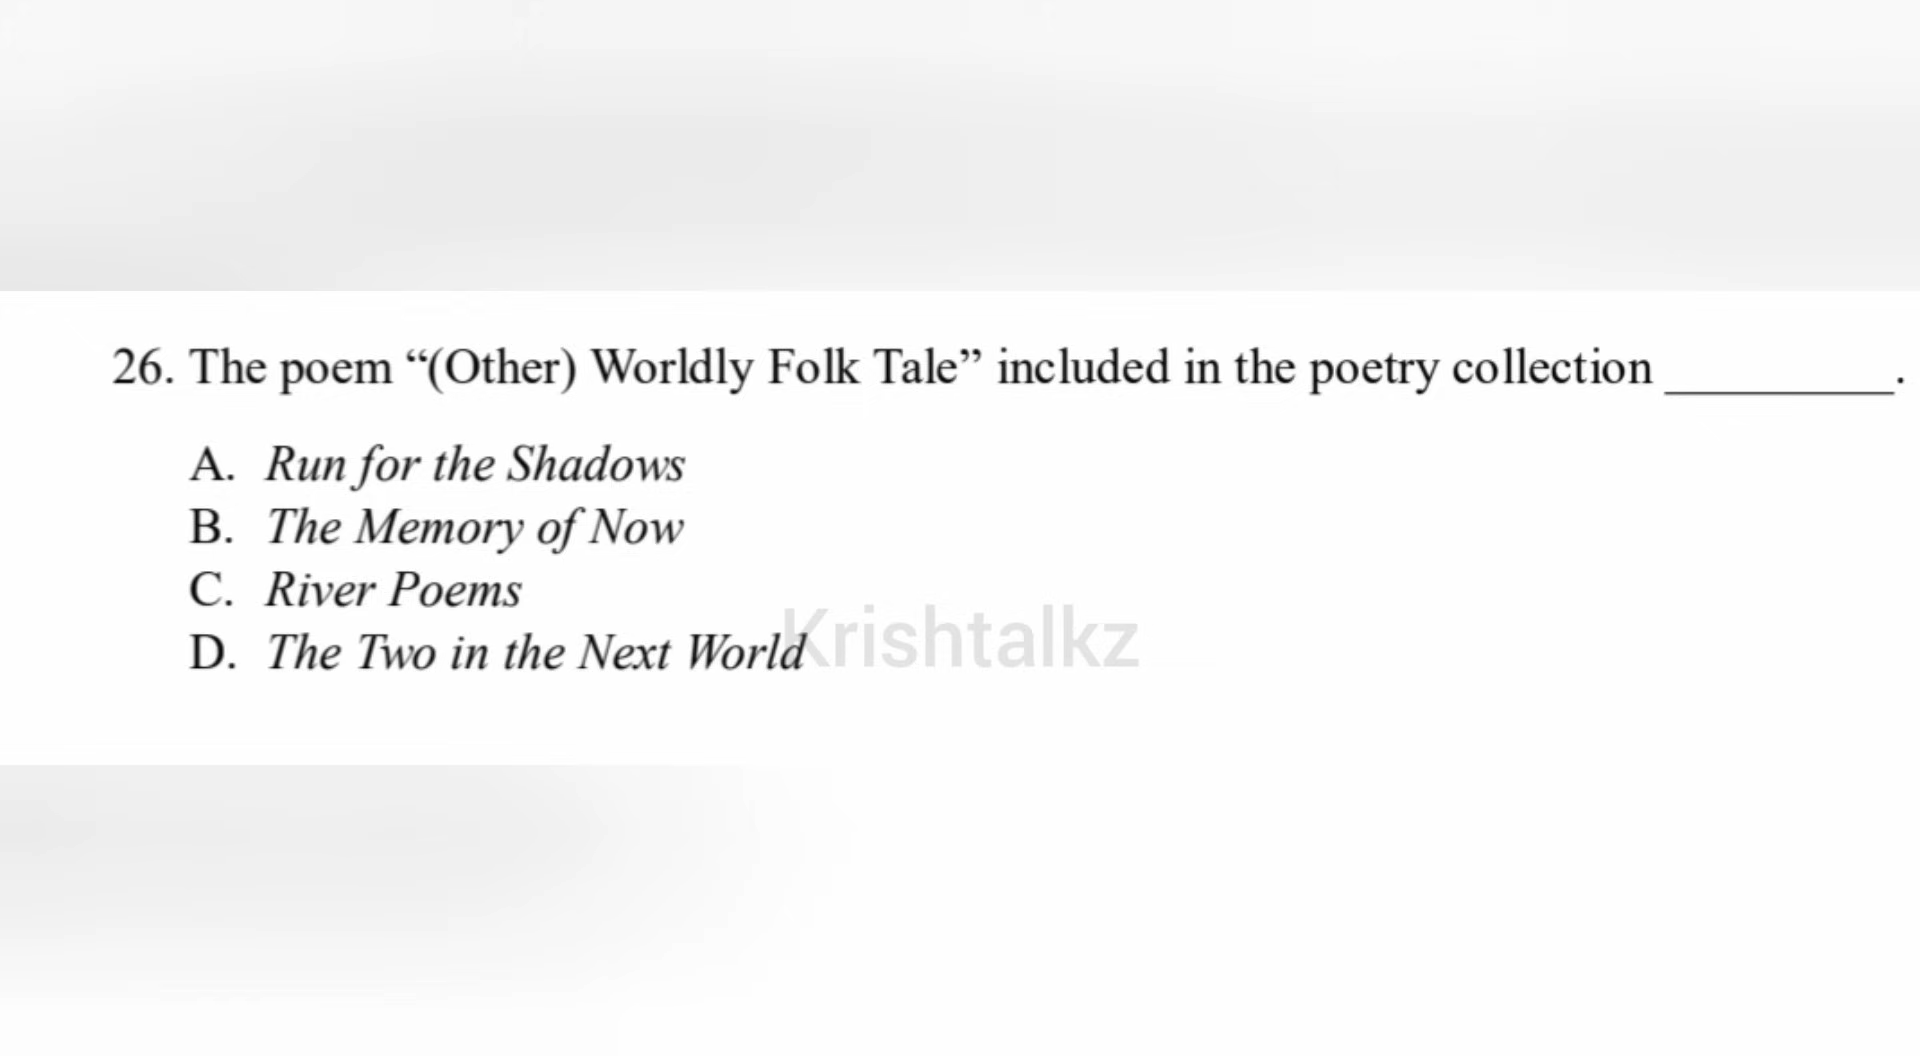 26. The poem “(Other) Worldly Folk Tale” included in the poetry collection __________.
A. Run for the Shadows
B. The Memory of Now
C. River Poems
D. The Two in the Next World
Krishtalkz